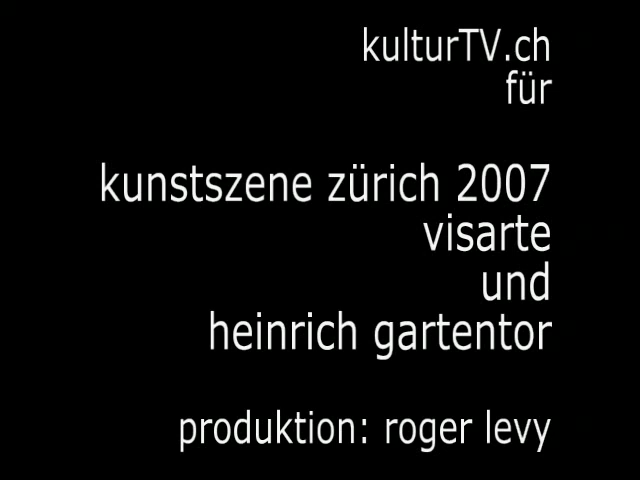 kulturTV.ch
für
kunstszene zürich 2007
visarte
und
heinrich gartentor
produktion: roger levy